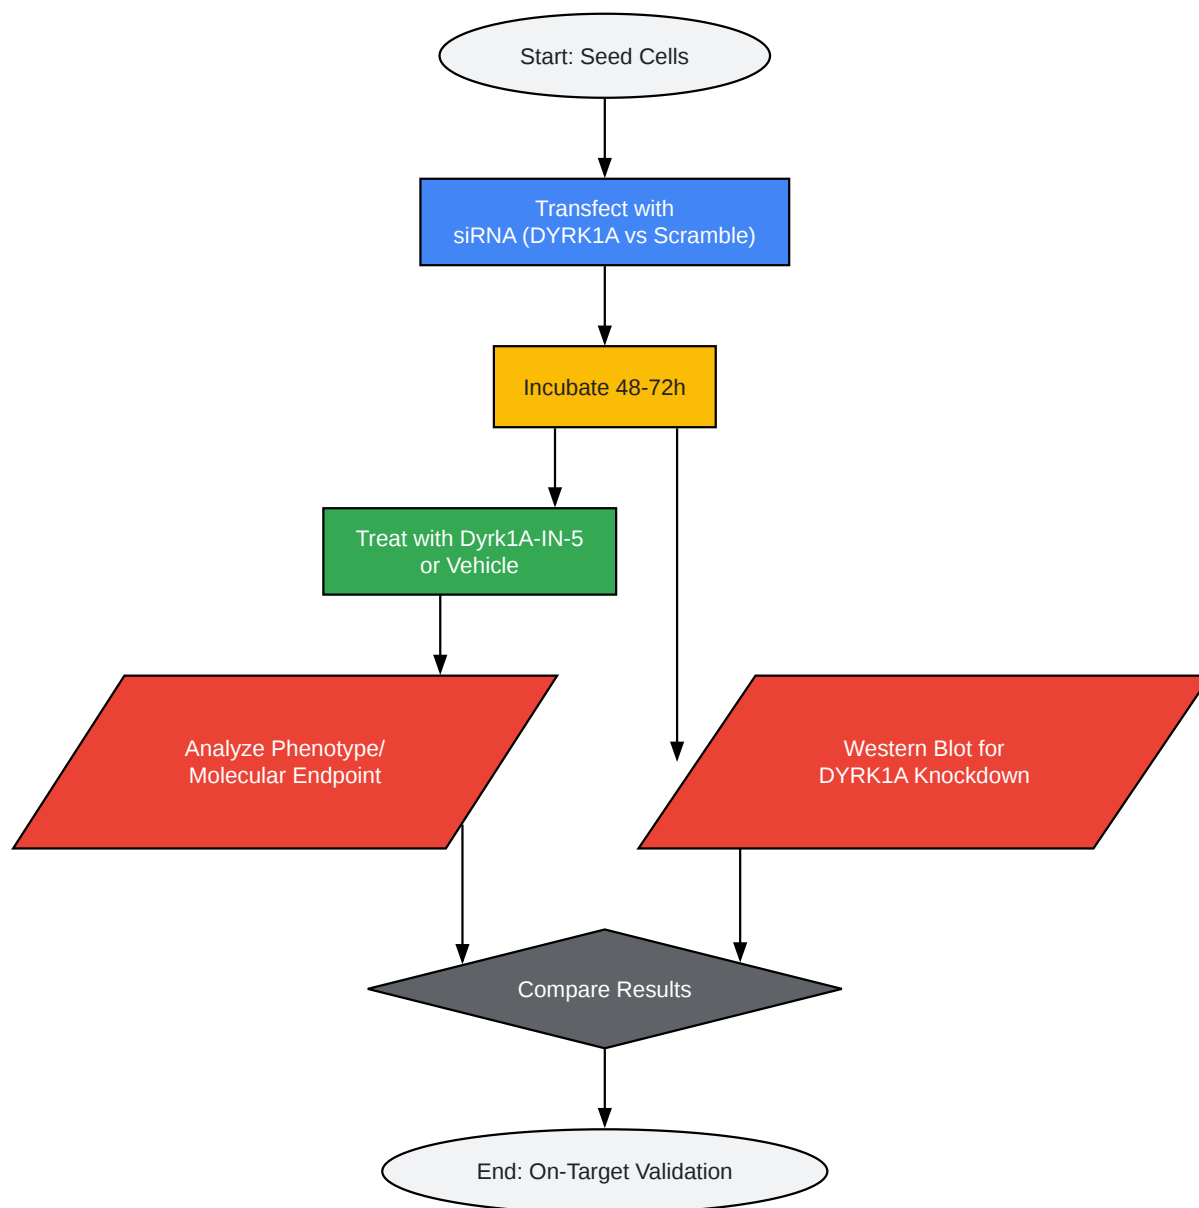 Start: Seed Cells
Transfect with
siRNA (DYRK1A vs Scramble)
Incubate 48-72h
Treat with Dyrk1A-IN-5
or Vehicle
Analyze Phenotype/
Molecular Endpoint
Western Blot for
DYRK1A Knockdown
Compare Results
End: On-Target Validation